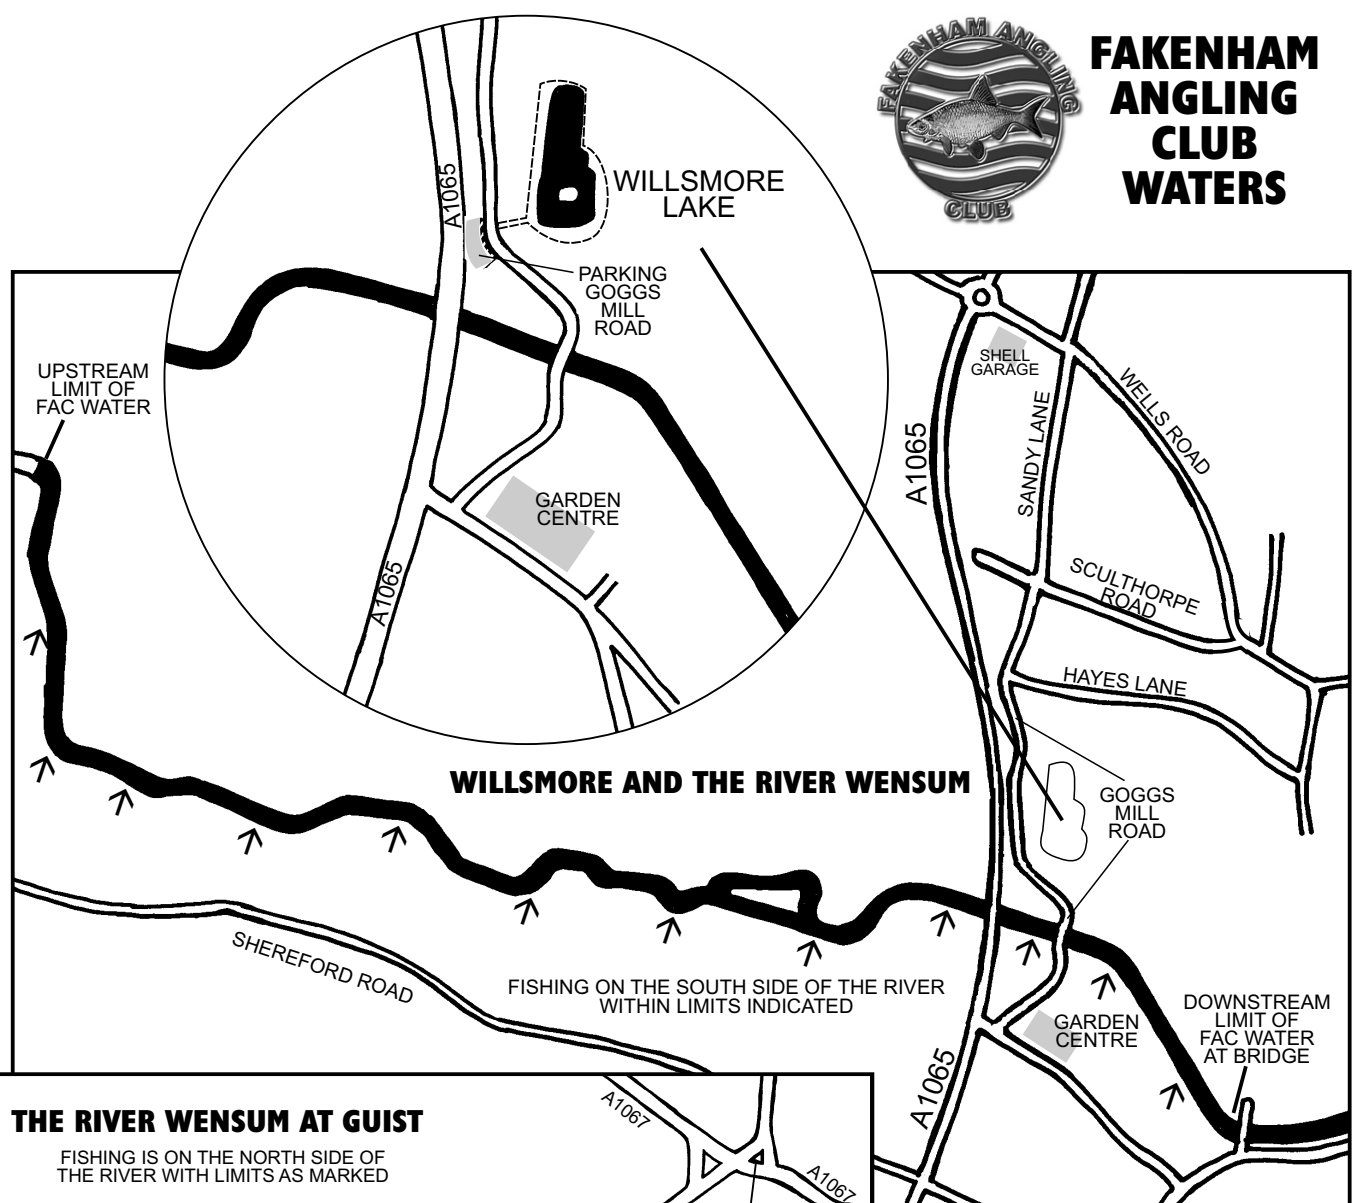 FAKENHAM ANGLING
CLUB
FAKENHAM
ANGLING
CLUB
WATERS
A1065
WILLSMORE
LAKE
PARKING
GOGGS
MILL
ROAD
GARDEN
CENTRE
A1065
UPSTREAM
LIMIT OF
FAC WATER
SHELL
GARAGE
WELLS ROAD
SANDY LANE
A1065
SCULTHORPE
ROAD
HAYES LANE
WILLSMORE AND THE RIVER WENSUM
GOGGS
MILL
ROAD
SHEREFORD ROAD
FISHING ON THE SOUTH SIDE OF THE RIVER
WITHIN LIMITS INDICATED
GARDEN
CENTRE
DOWNSTREAM
LIMIT OF
FAC WATER
AT BRIDGE
A1065
THE RIVER WENSUM AT GUIST
FISHING IS ON THE NORTH SIDE OF
THE RIVER WITH LIMITS AS MARKED
A1067
A1067